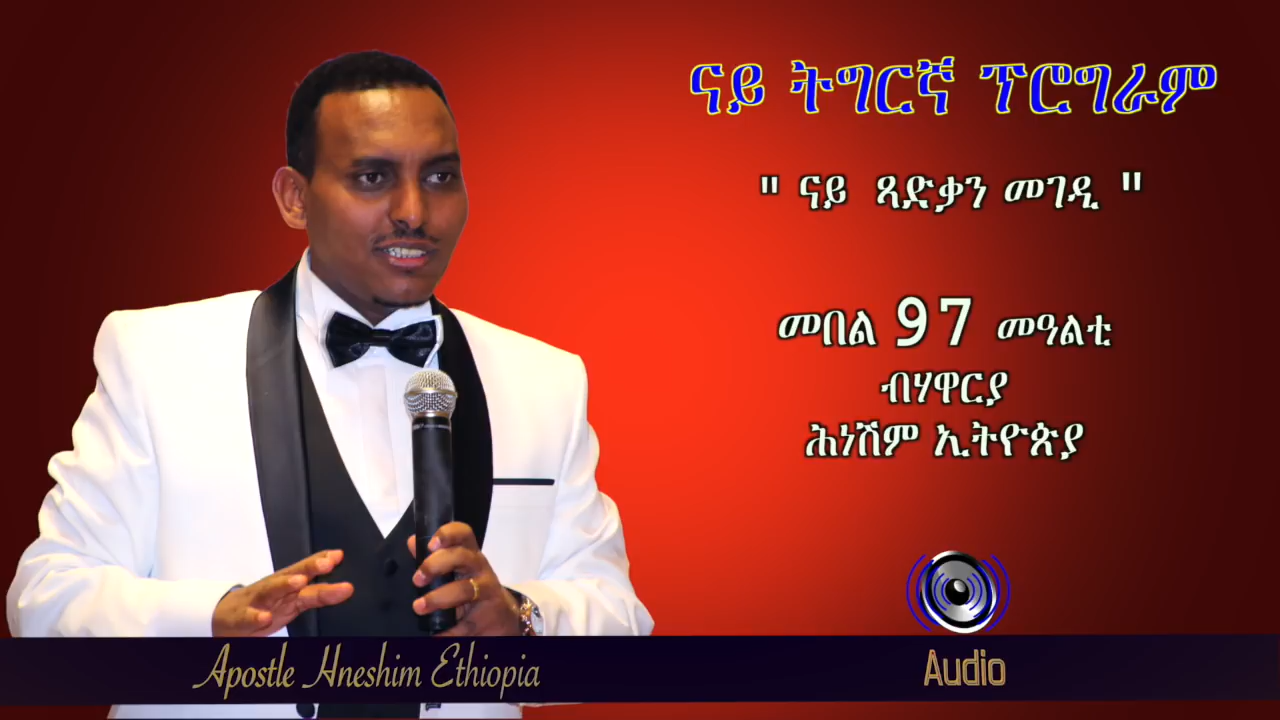 ናይ ትግርኛ ፕሮግራም
" ናይ ጻድቃን መገዲ "
መበል 97 መዓልቲ
ብሃዋርያ
ሕነሽም ኢትዮጵያ
Apostle Hneshim Ethiopia
Audio